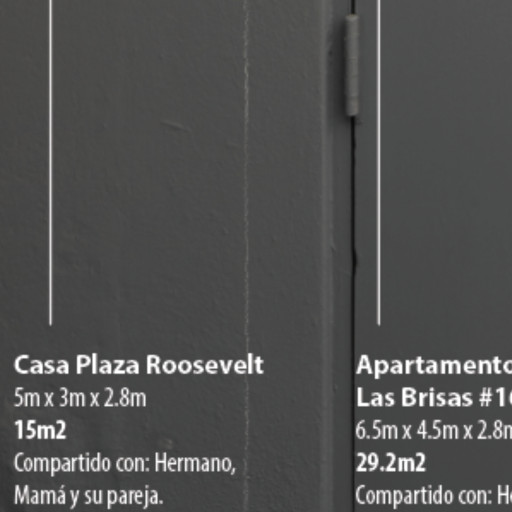 Casa Plaza Roosevelt
5m x 3m x 2.8m
15m2
Compartido con: Hermano,
Mamá y su pareja.
Apartamento
Las Brisas
6.5m x 4.5m x 2.8m
29.2m2
Compartido con: